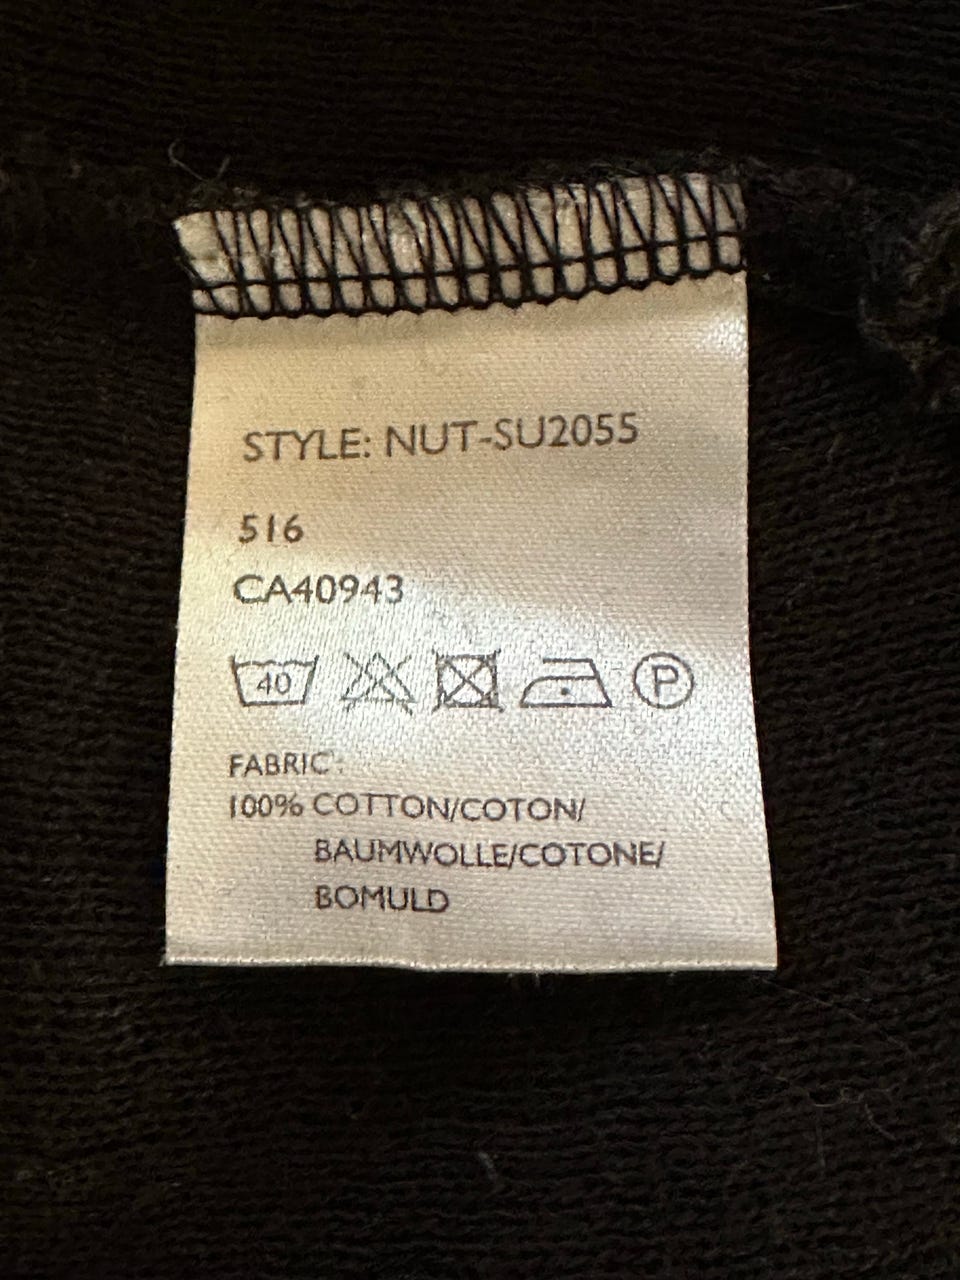 STYLE: NUT-SU2055
516
CA40943
40 P
FABRIC :
100% COTTON/COTON/
BAUMWOLLE/COTONE/
BOMULD